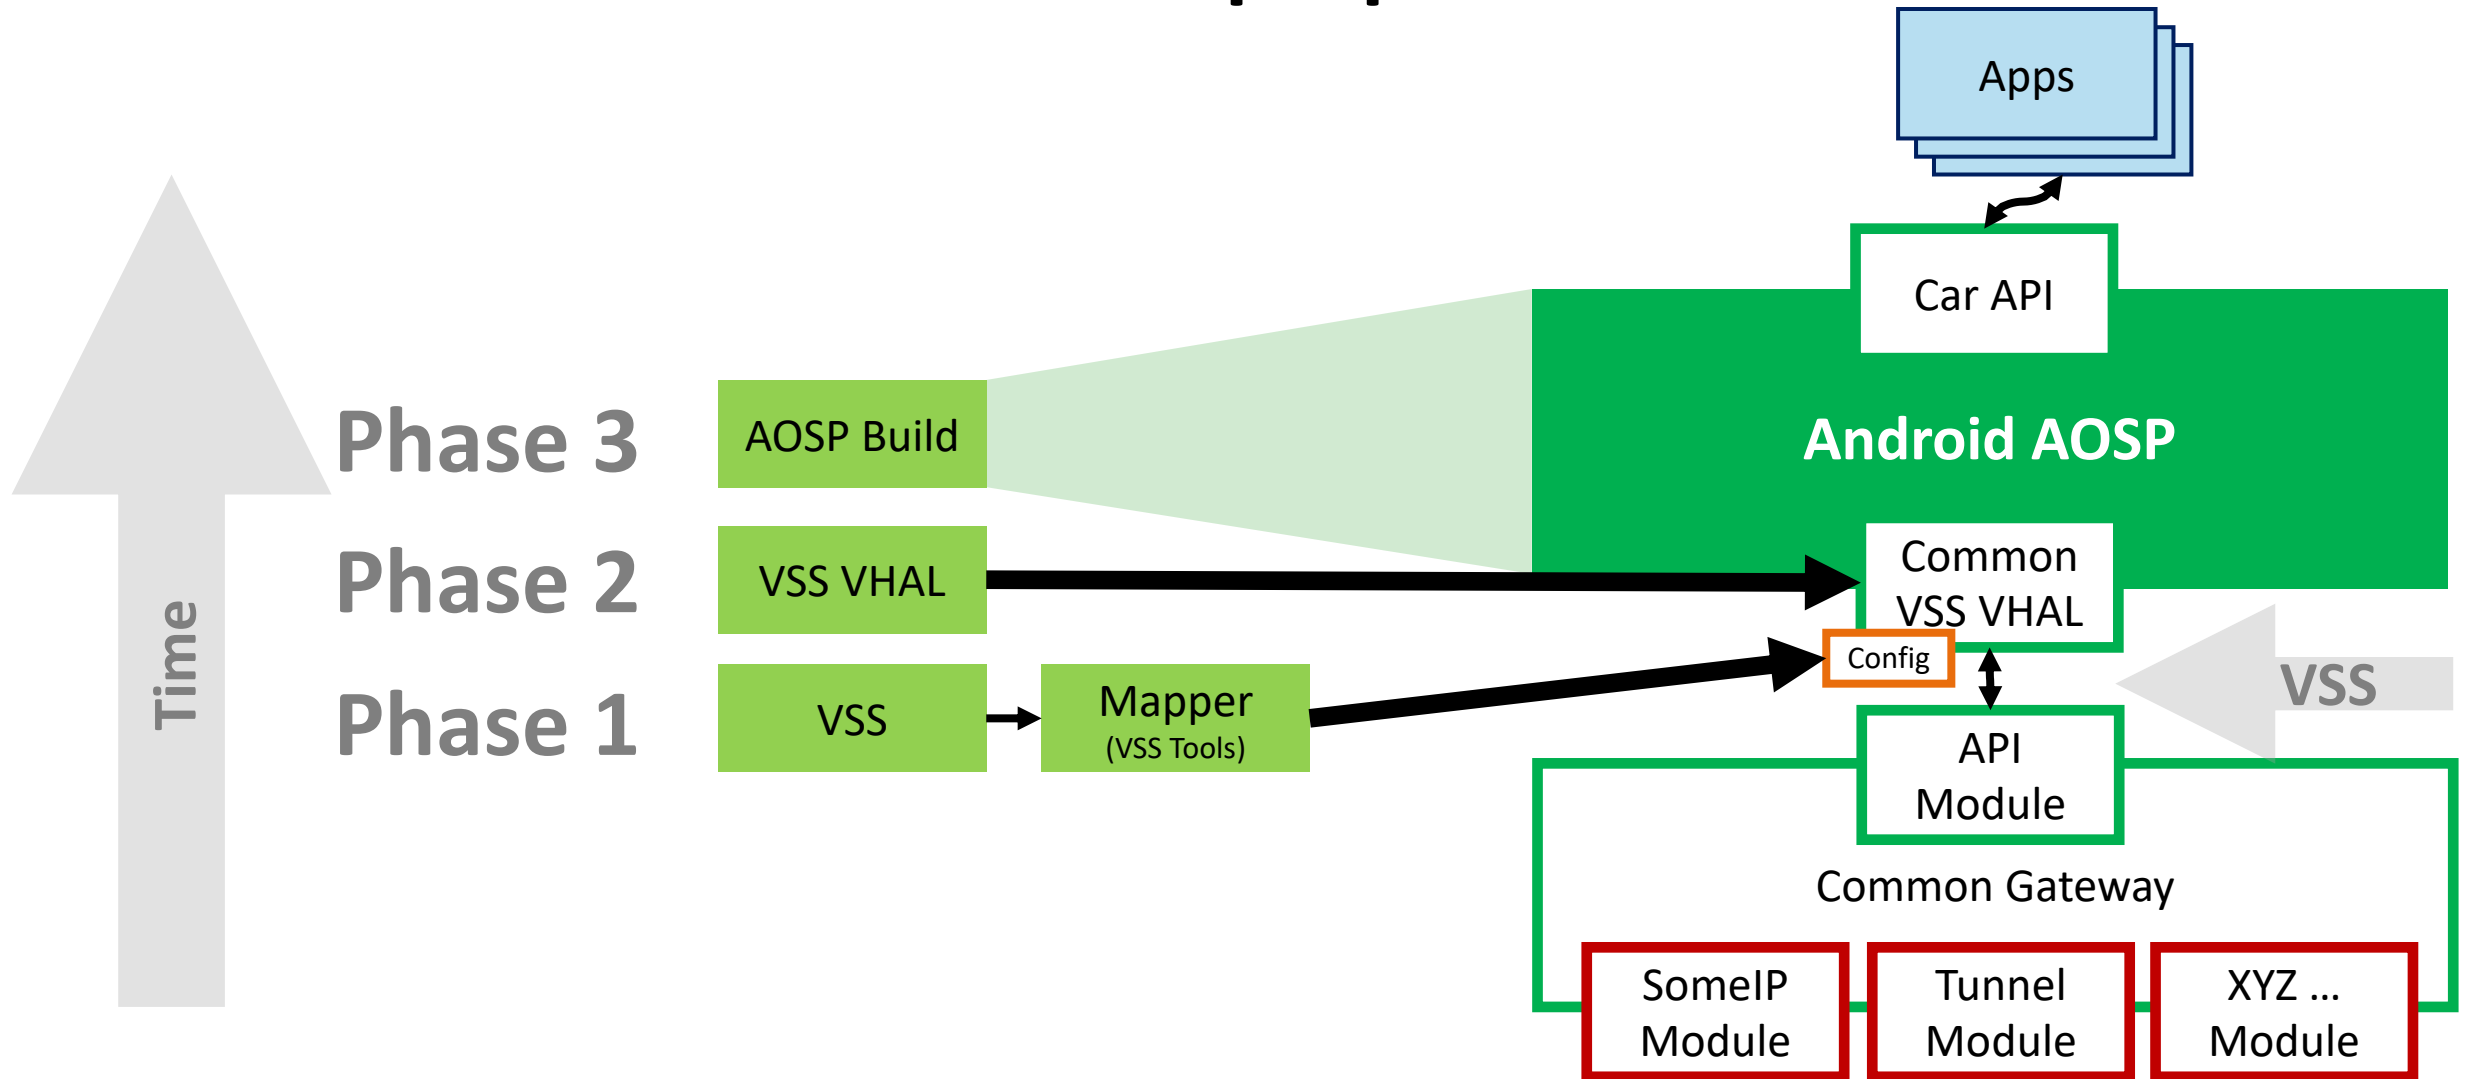 Apps
Car API
Phase 3
AOSP Build
Android AOSP
Phase 2
VSS VHAL
Common
VSS VHAL
Config
Time
Phase 1
VSS
Mapper
(VSS Tools)
VSS
API
Module
Common Gateway
SomeIP
Module
Tunnel
Module
XYZ ...
Module